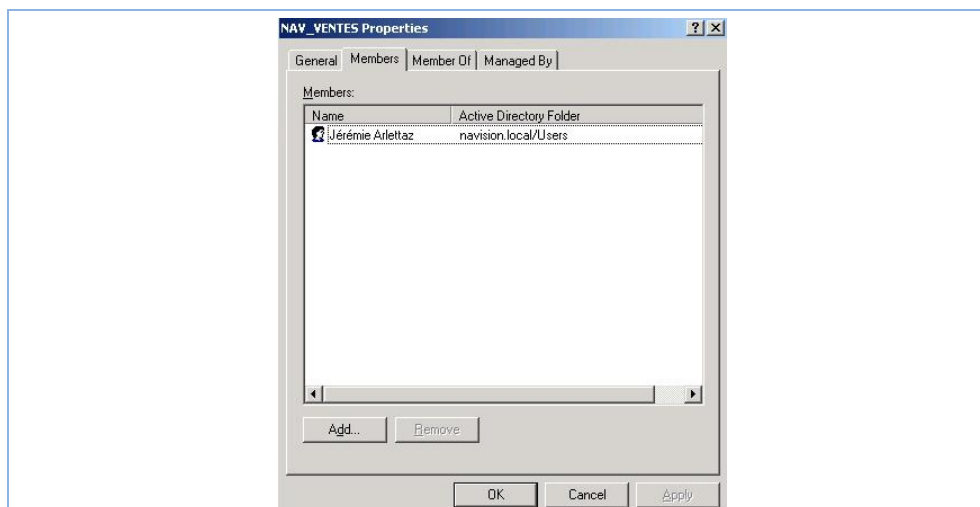 NAV_VENTES Properties
General Members Member Of Managed By
Members:
Name Active Directory Folder
Jérémie Arlettaz navision.local/Users
Add... Remove
OK Cancel Apply